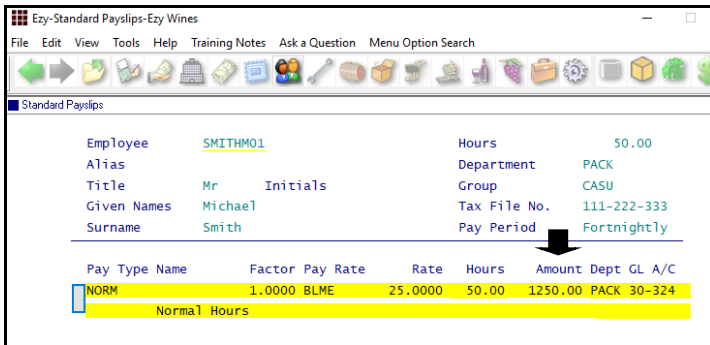 Ezy-Standard Payslips-Ezy Wines
File Edit View Tools Help Training Notes Ask a Question Menu Option Search
Standard Payslips
Employee SMITHM01 Hours 50.00
Alias Department PACK
Title Mr Initials Group CASU
Given Names Michael Tax File No. 111-222-333
Surname Smith Pay Period Fortnightly
Pay Type Name Factor Pay Rate Rate Hours Amount Dept GL A/C
NORM 1.0000 BLME 25.0000 50.00 1250.00 PACK 30-324
Normal Hours